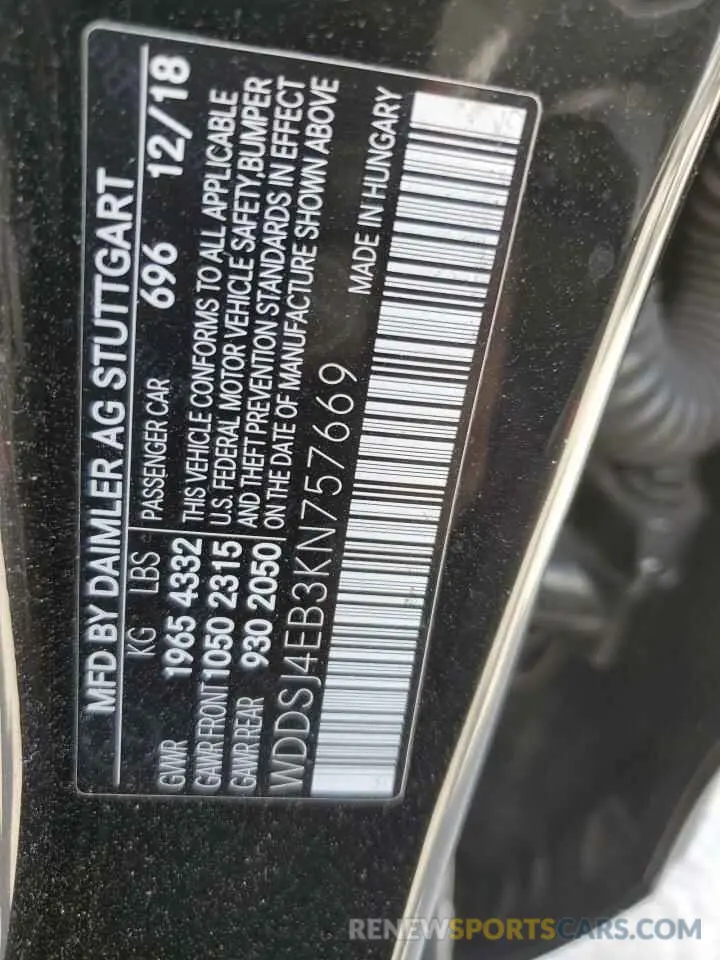 MFD BY DAIMLER AG STUTTGART
KG LBS PASSENGER CAR 696 12/18
GWR 1965 4332 THIS VEHICLE CONFORMS TO ALL APPLICABLE
GAWR FRONT 1050 2315 U.S. FEDERAL MOTOR VEHICLE SAFETY,BUMPER
GAWR REAR 930 2050 AND THEFT PREVENTION STANDARDS IN EFFECT
ON THE DATE OF MANUFACTURE SHOWN ABOVE
WDDSJ4EB3KN757669 MADE IN HUNGARY
RENEWSPORTSCARS.COM